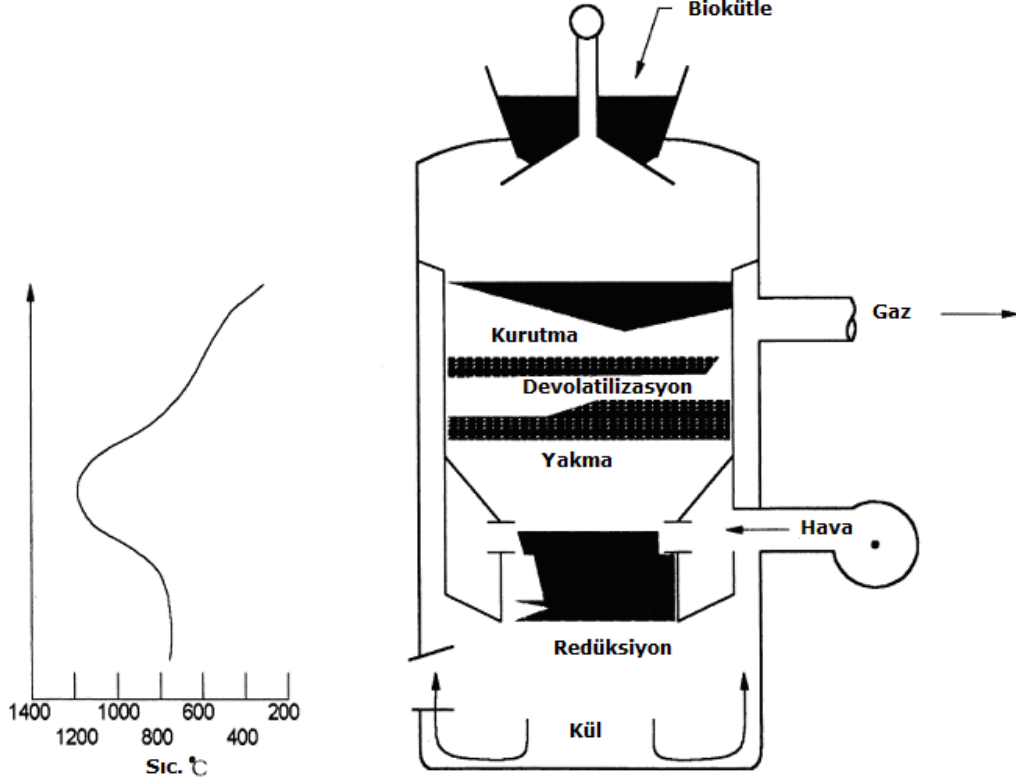 Biokütle
Gaz
Kurutma
Devolatilizasyon
Yakma
Hava
Redüksiyon
Kül
1400 1000 600 200
1200 800 400
Sıc. °C